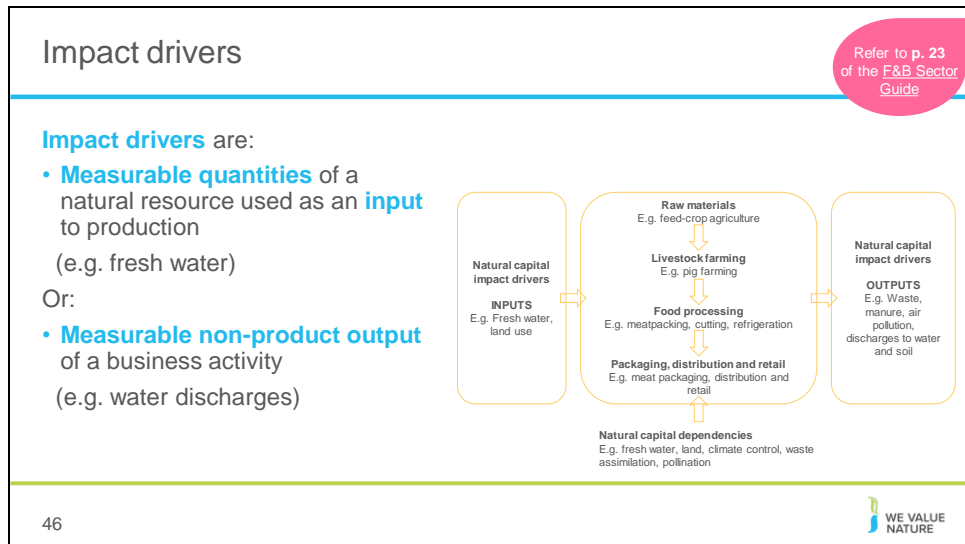 Impact drivers
Refer to p. 23
of the F&B Sector
Guide
Impact drivers are:
• Measurable quantities of a
natural resource used as an input
to production
(e.g. fresh water)
Or:
• Measurable non-product output
of a business activity
(e.g. water discharges)
Natural capital
impact drivers
INPUTS
E.g. Fresh water,
land use
Raw materials
E.g. feed-crop agriculture
Livestock farming
E.g. pig farming
Food processing
E.g. meatpacking, cutting, refrigeration
Packaging, distribution and retail
E.g. meat packaging, distribution and
retail
Natural capital
impact drivers
OUTPUTS
E.g. Waste,
manure, air
pollution,
discharges to water
and soil
Natural capital dependencies
E.g. fresh water, land, climate control, waste
assimilation, pollination
46
WE VALUE
NATURE